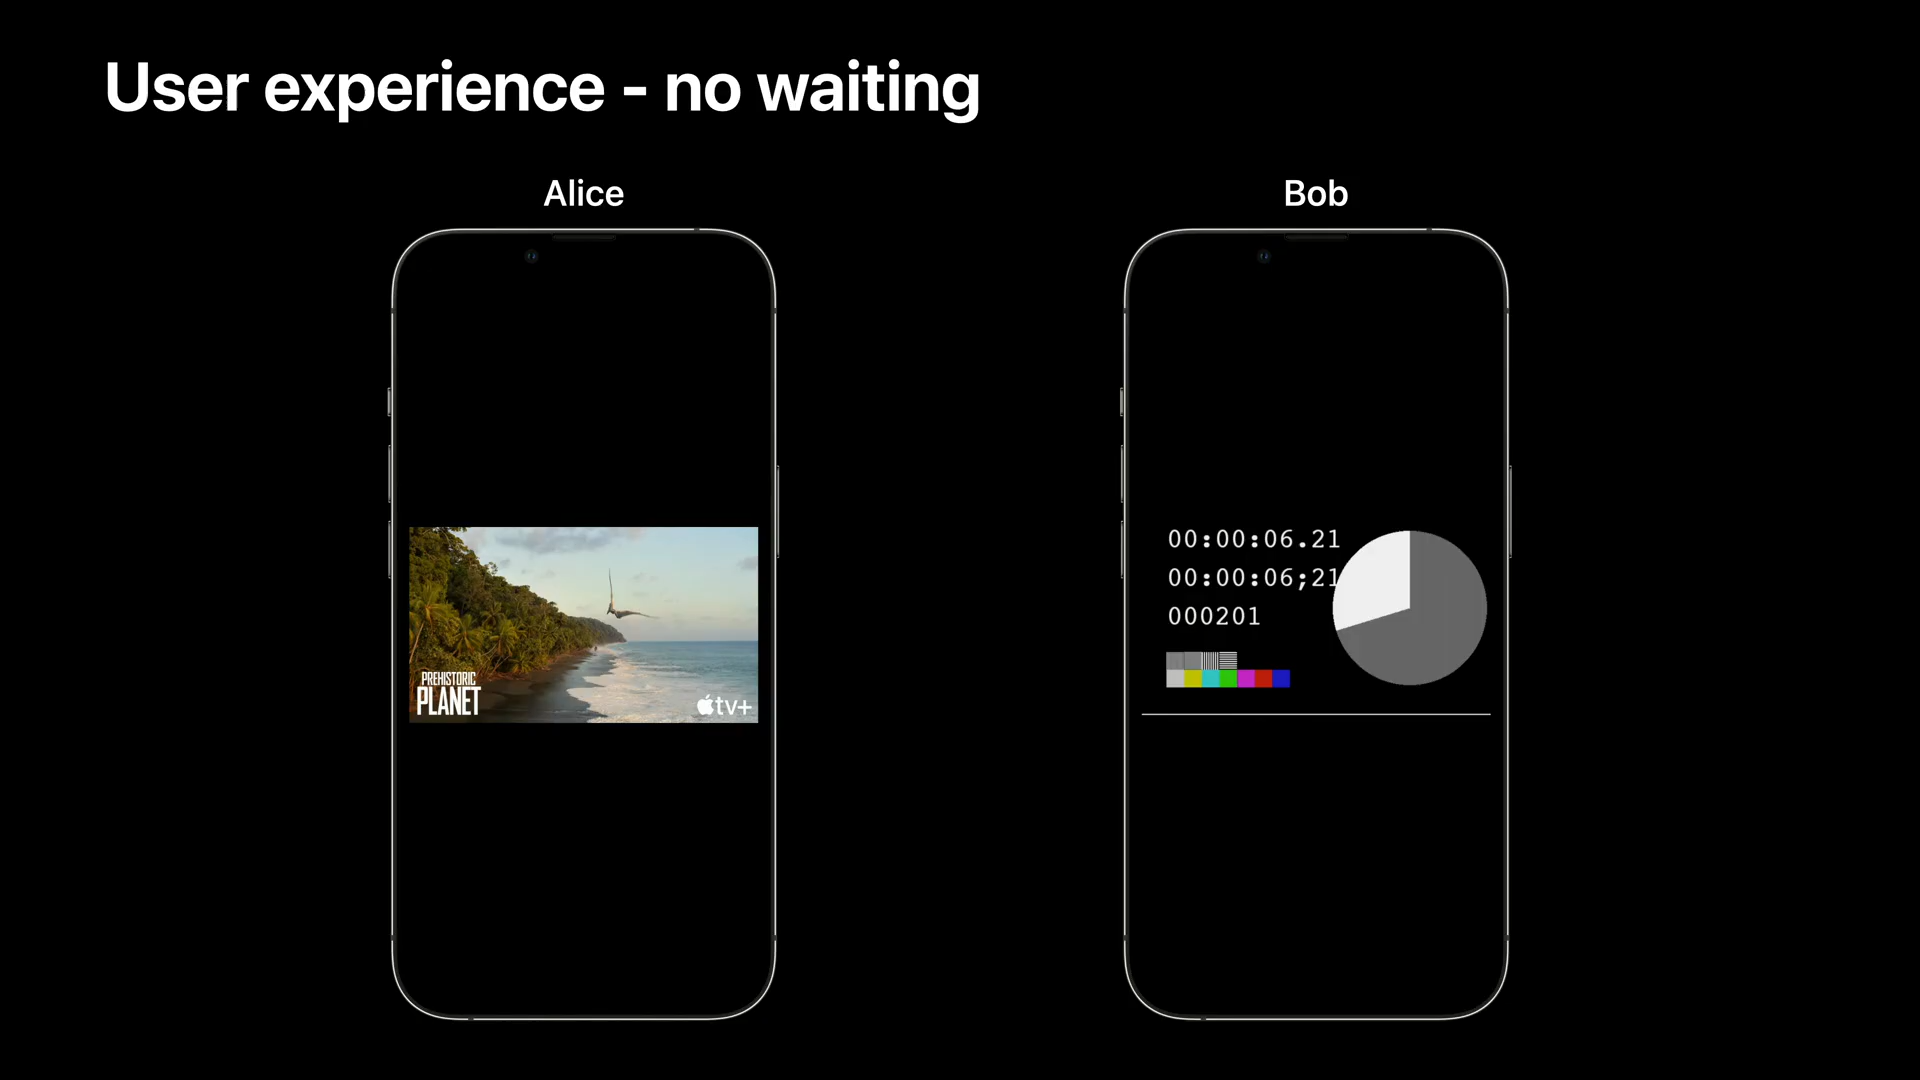 User experience - no waiting
Alice
Bob
PREHISTORIC
PLANET
tv+
00:00:06.21
00:00:06;21
000201